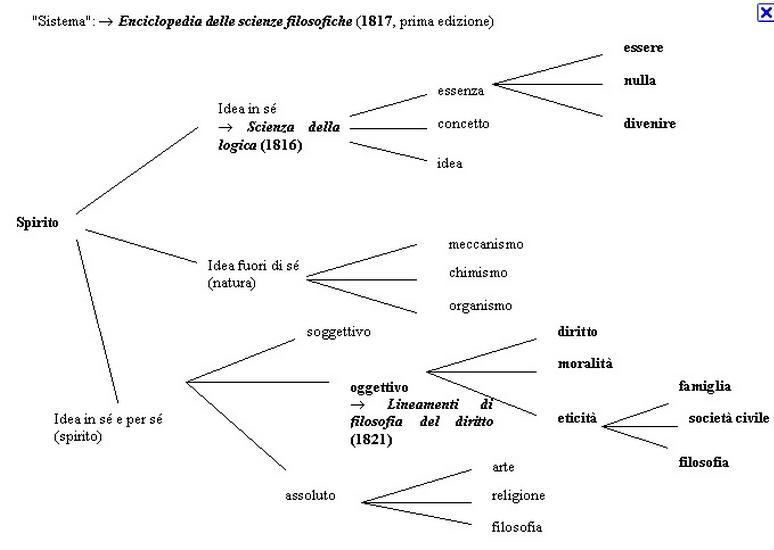 "Sistema": → Enciclopedia delle scienze filosofiche (1817, prima edizione)
essere
nulla
divenire
essenza
concetto
idea
Idea in sé
→ Scienza della
logica (1816)
Spirito
Idea fuori di sé
(natura)
meccanismo
chimismo
organismo
soggettivo
oggettivo
→ Lineamenti di
filosofia del diritto
(1821)
diritto
moralità
eticità
famiglia
società civile
filosofia
Idea in sé e per sé
(spirito)
assoluto
arte
religione
filosofia